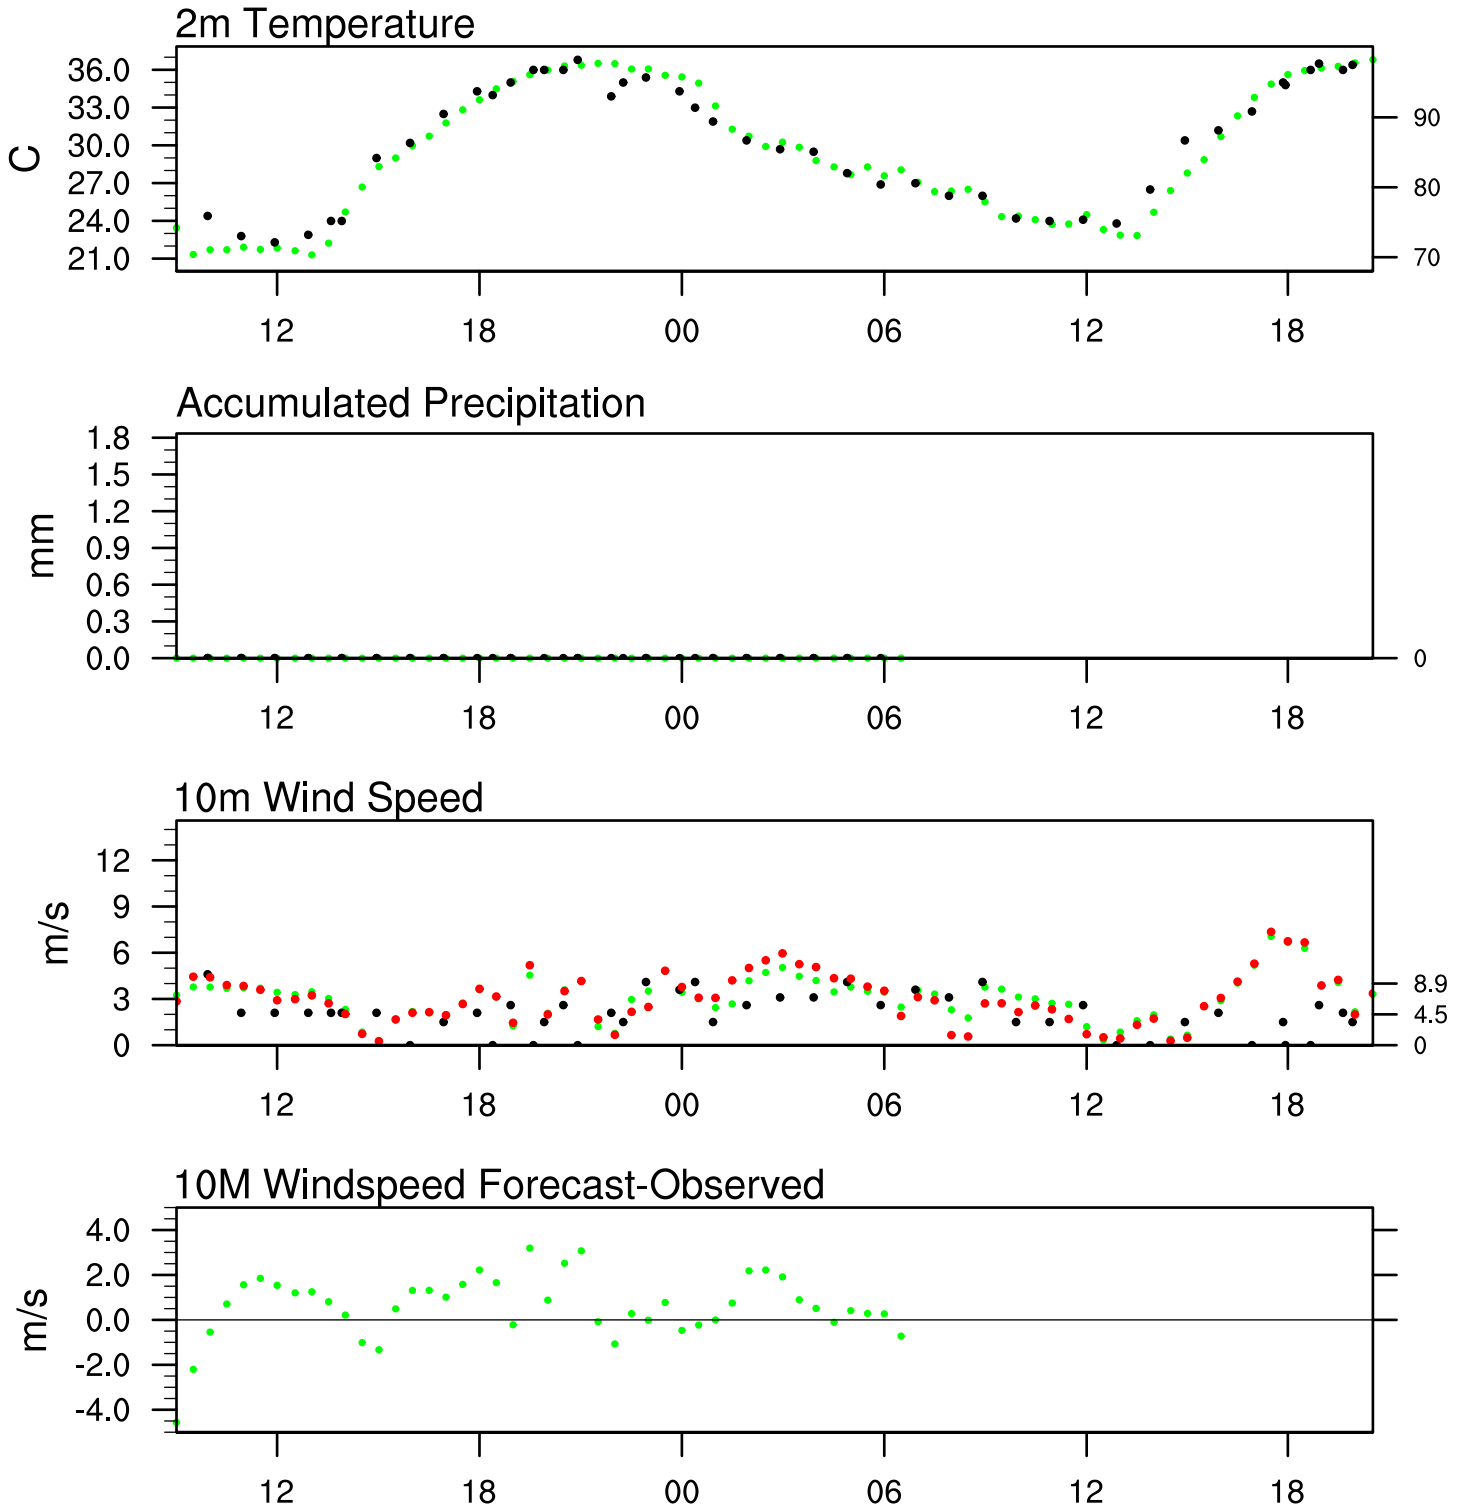 2m Temperature
36.0
33.0
30.0
27.0
24.0
21.0
C
90
80
70
12 18 00 06 12 18
Accumulated Precipitation
1.8
1.5
1.2
0.9
0.6
0.3
0.0
mm
0
12 18 00 06 12 18
10m Wind Speed
12
9
6
3
0
m/s
8.9
4.5
0
12 18 00 06 12 18
10M Windspeed Forecast-Observed
4.0
2.0
0.0
-2.0
-4.0
m/s
12 18 00 06 12 18